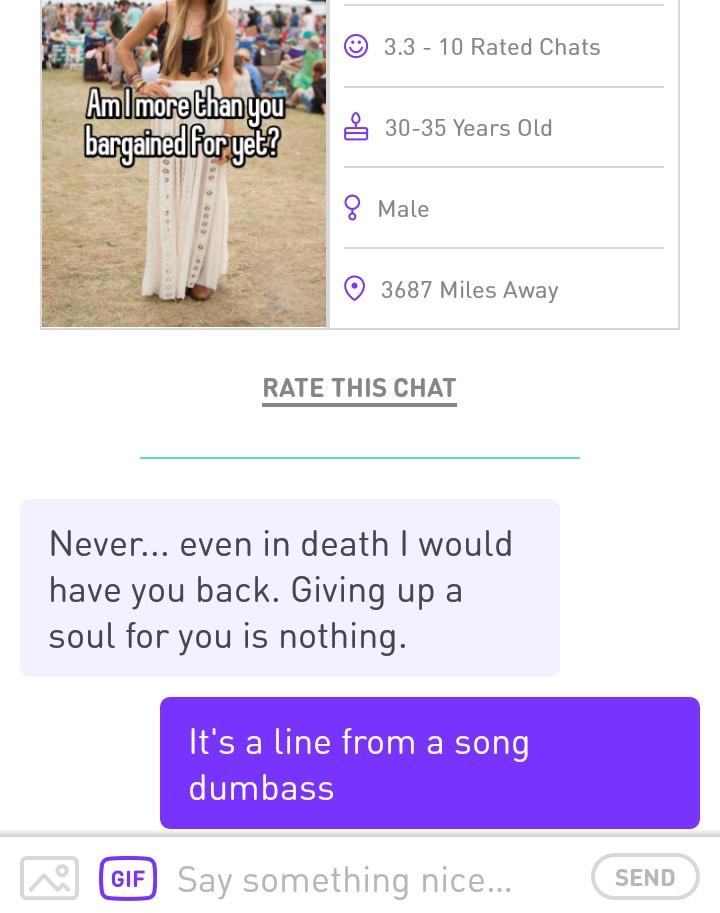 Am I more than you
bargained for yet?
3.3 - 10 Rated Chats
30-35 Years Old
Male
3687 Miles Away
RATE THIS CHAT
Never... even in death I would
have you back. Giving up a
soul for you is nothing.
It's a line from a song
dumbass
GIF
Say something nice...
SEND